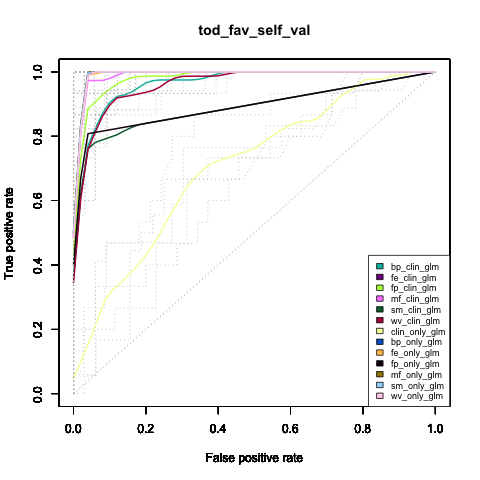 tod_fav_self_val
True positive rate
1.0
0.8
0.6
0.4
0.2
0.0
0.0 0.2 0.4 0.6 0.8 1.0
False positive rate
bp_clin_glm
fe_clin_glm
fp_clin_glm
mf_clin_glm
sm_clin_glm
wv_clin_glm
clin_only_glm
bp_only_glm
fe_only_glm
fp_only_glm
mf_only_glm
sm_only_glm
wv_only_glm